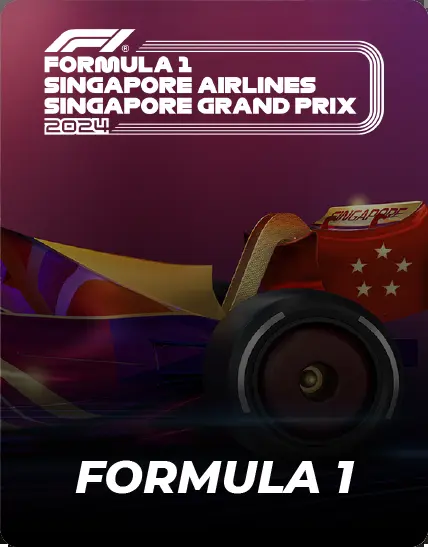 F1®
FORMULA 1
SINGAPORE AIRLINES
SINGAPORE GRAND PRIX
2024
SINGAPORE
FORMULA 1